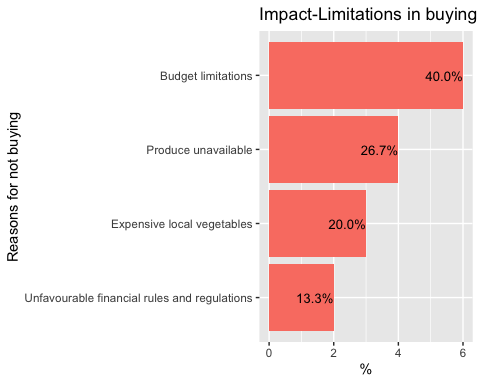 Impact-Limitations in buying
Reasons for not buying
Budget limitations
40.0%
Produce unavailable
26.7%
Expensive local vegetables
20.0%
Unfavourable financial rules and regulations
13.3%
0 2 4 6
%